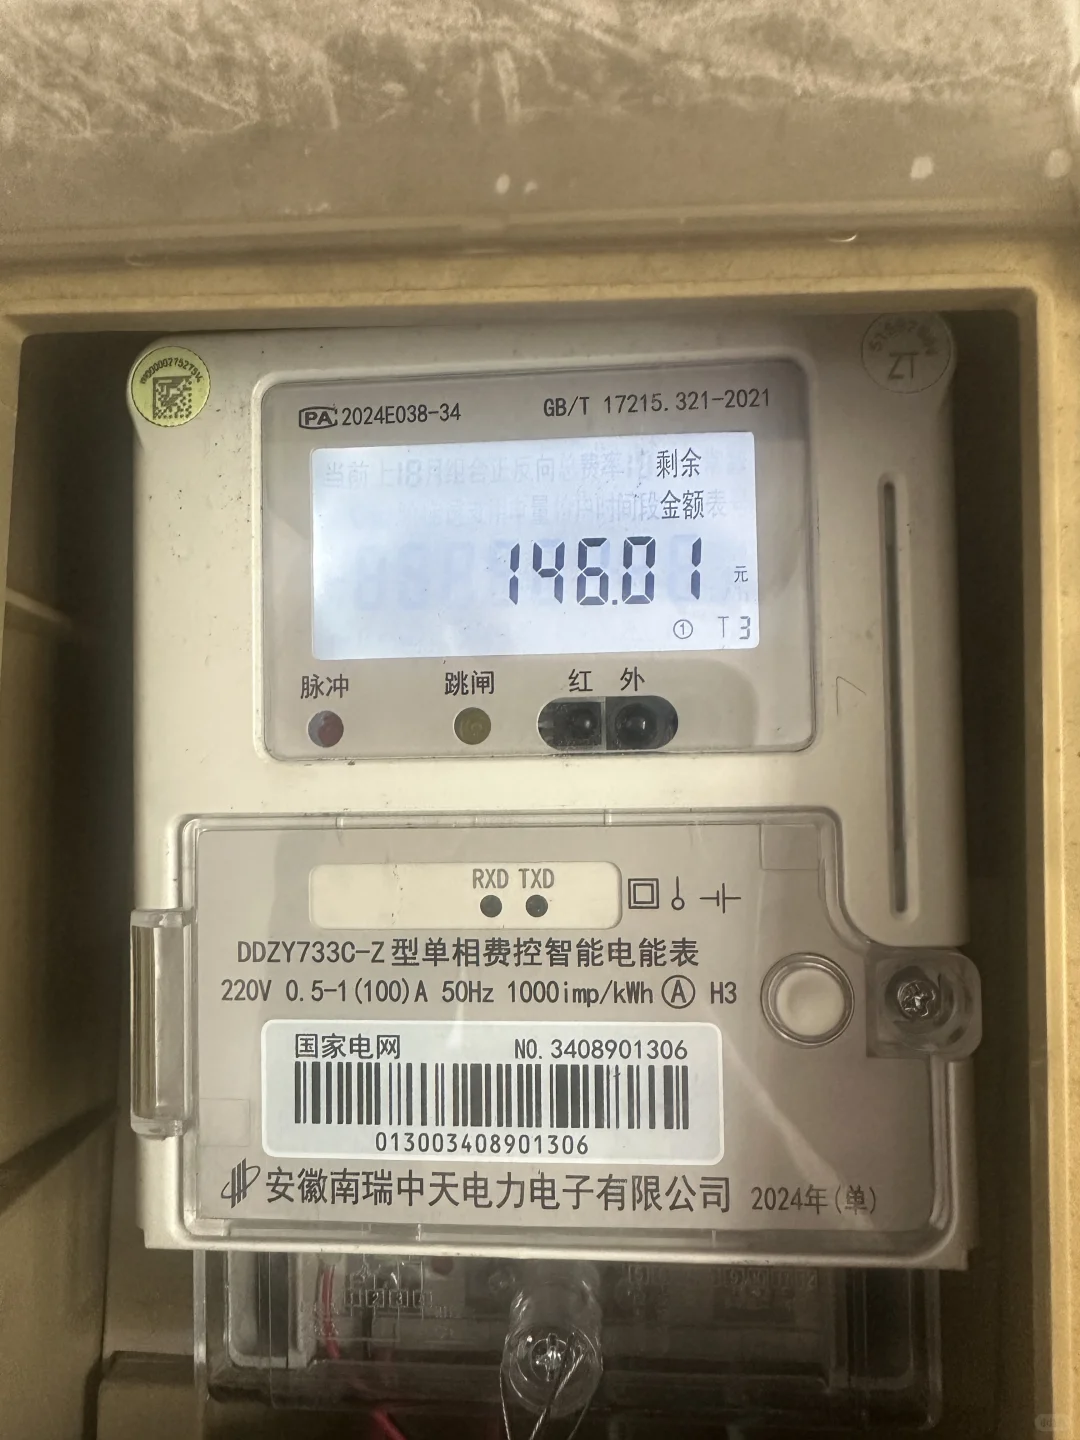 2024E038-34
GB/T 17215.321-2021
剩余
金额
146.01 元
① T 3
脉冲
跳闸
红 外
ZT
RXD TXD
DDZY733C-Z 型单相费控智能电能表
220V 0.5-1(100)A 50Hz 1000imp/kWh Ⓐ H3
国家电网 NO. 3408901306
013003408901306
安徽南瑞中天电力电子有限公司 2024年(单)